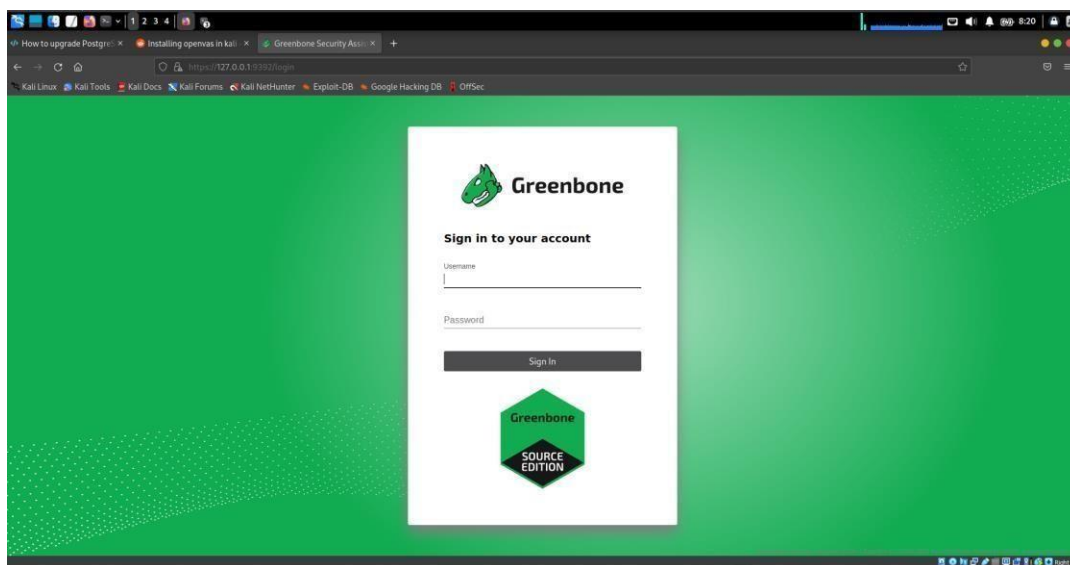 1 2 3 4
8:20
How to upgrade Postgre
Installing openvas in kali
Greenbone Security Assi
https://127.0.0.1:9392/login
Kali Linux Kali Tools Kali Docs Kali Forums Kali NetHunter Exploit-DB Google Hacking DB OffSec
Greenbone
Sign in to your account
Username
Password
Sign In
Greenbone
SOURCE
EDITION
Right